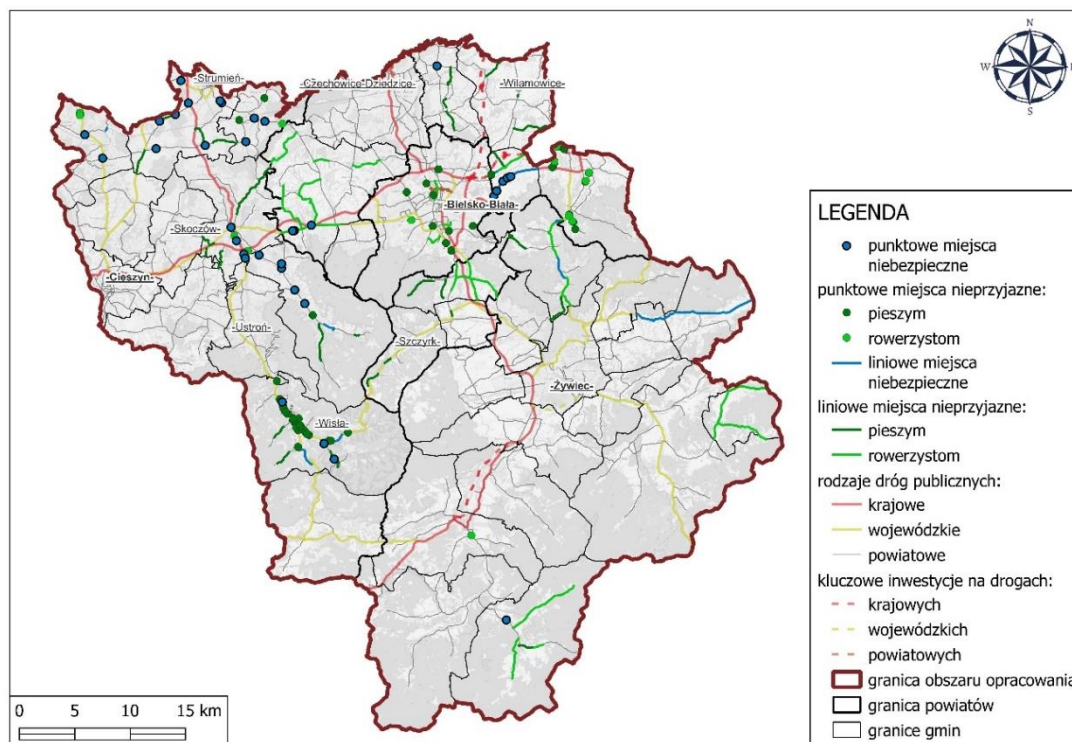 N
W
S
-Strumień-
-Czechowice-Dziedzice-
-Wilamowice-
-Bielsko-Biała-
-Skoczów-
-Cieszyn-
-Ustroń-
-Szczyrk-
-Żywiec-
-Wisła-
LEGENDA
punktowe miejsca
niebezpieczne
punktowe miejsca nieprzyjazne:
pieszym
rowerzystom
liniowe miejsca
niebezpieczne
liniowe miejsca nieprzyjazne:
pieszym
rowerzystom
rodzaje dróg publicznych:
krajowe
wojewódzkie
powiatowe
kluczowe inwestycje na drogach:
krajowych
wojewódzkich
powiatowych
granica obszaru opracowania
granica powiatów
granice gmin
0 5 10 15 km